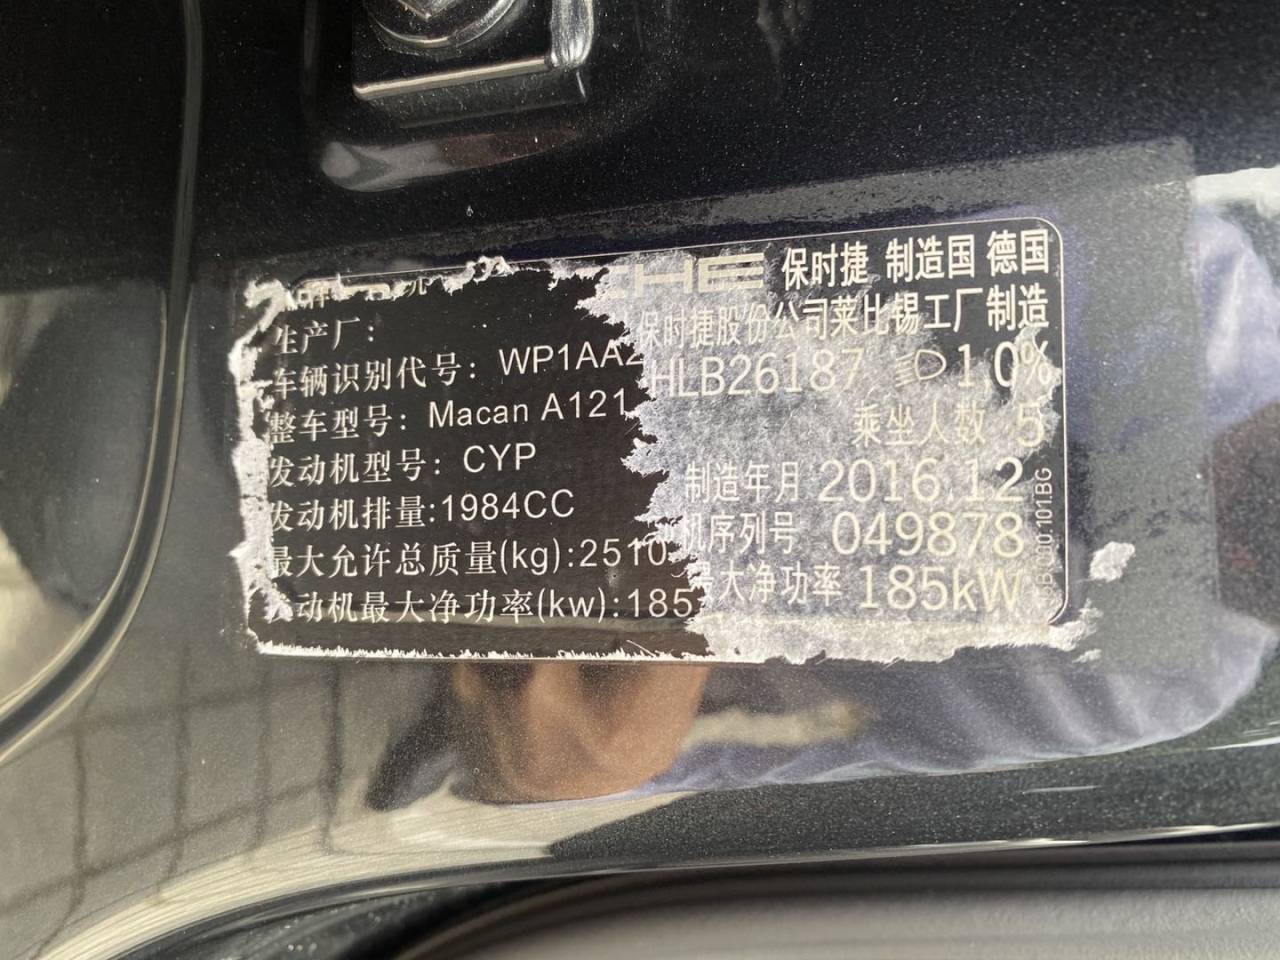 CHE 保时捷 制造国 德国
生产厂: 保时捷股份公司莱比锡工厂制造
车辆识别代号: WP1AA2 HLB26187 1.0%
整车型号: Macan A121 乘坐人数 5
发动机型号: CYP 制造年月 2016.12
发动机排量:1984CC 机序列号 049878
最大允许总质量(kg):2510 最大净功率 185kW
发动机最大净功率(kw):185